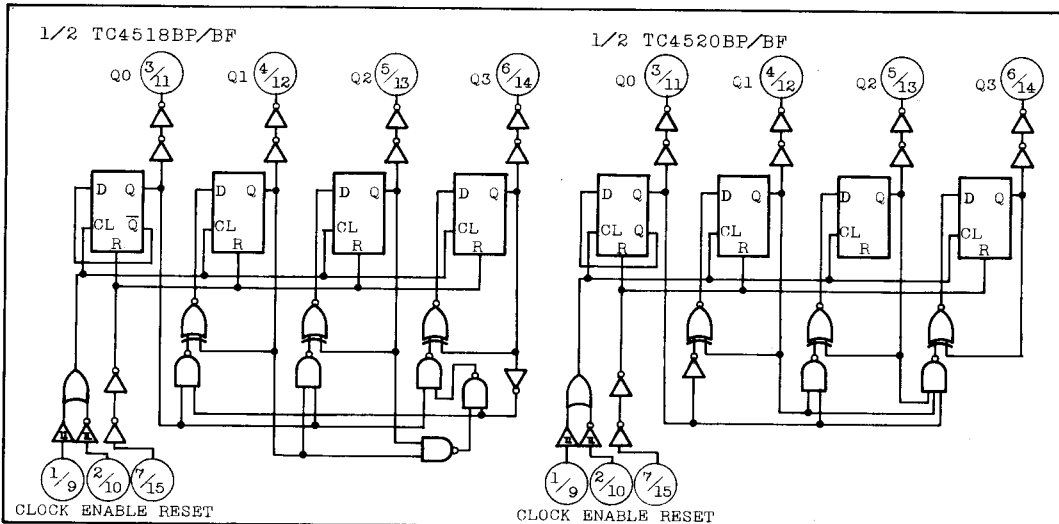 1/2 TC4518BP/BF
Q0 3/11 Q1 4/12 Q2 5/13 Q3 6/14
D Q D Q D Q D Q
CL Q̅ CL CL CL
R R R R
1/9 2/10 7/15
CLOCK ENABLE RESET
1/2 TC4520BP/BF
Q0 3/11 Q1 4/12 Q2 5/13 Q3 6/14
D Q D Q D Q D Q
CL Q CL CL CL
R R R R
1/9 2/10 7/15
CLOCK ENABLE RESET